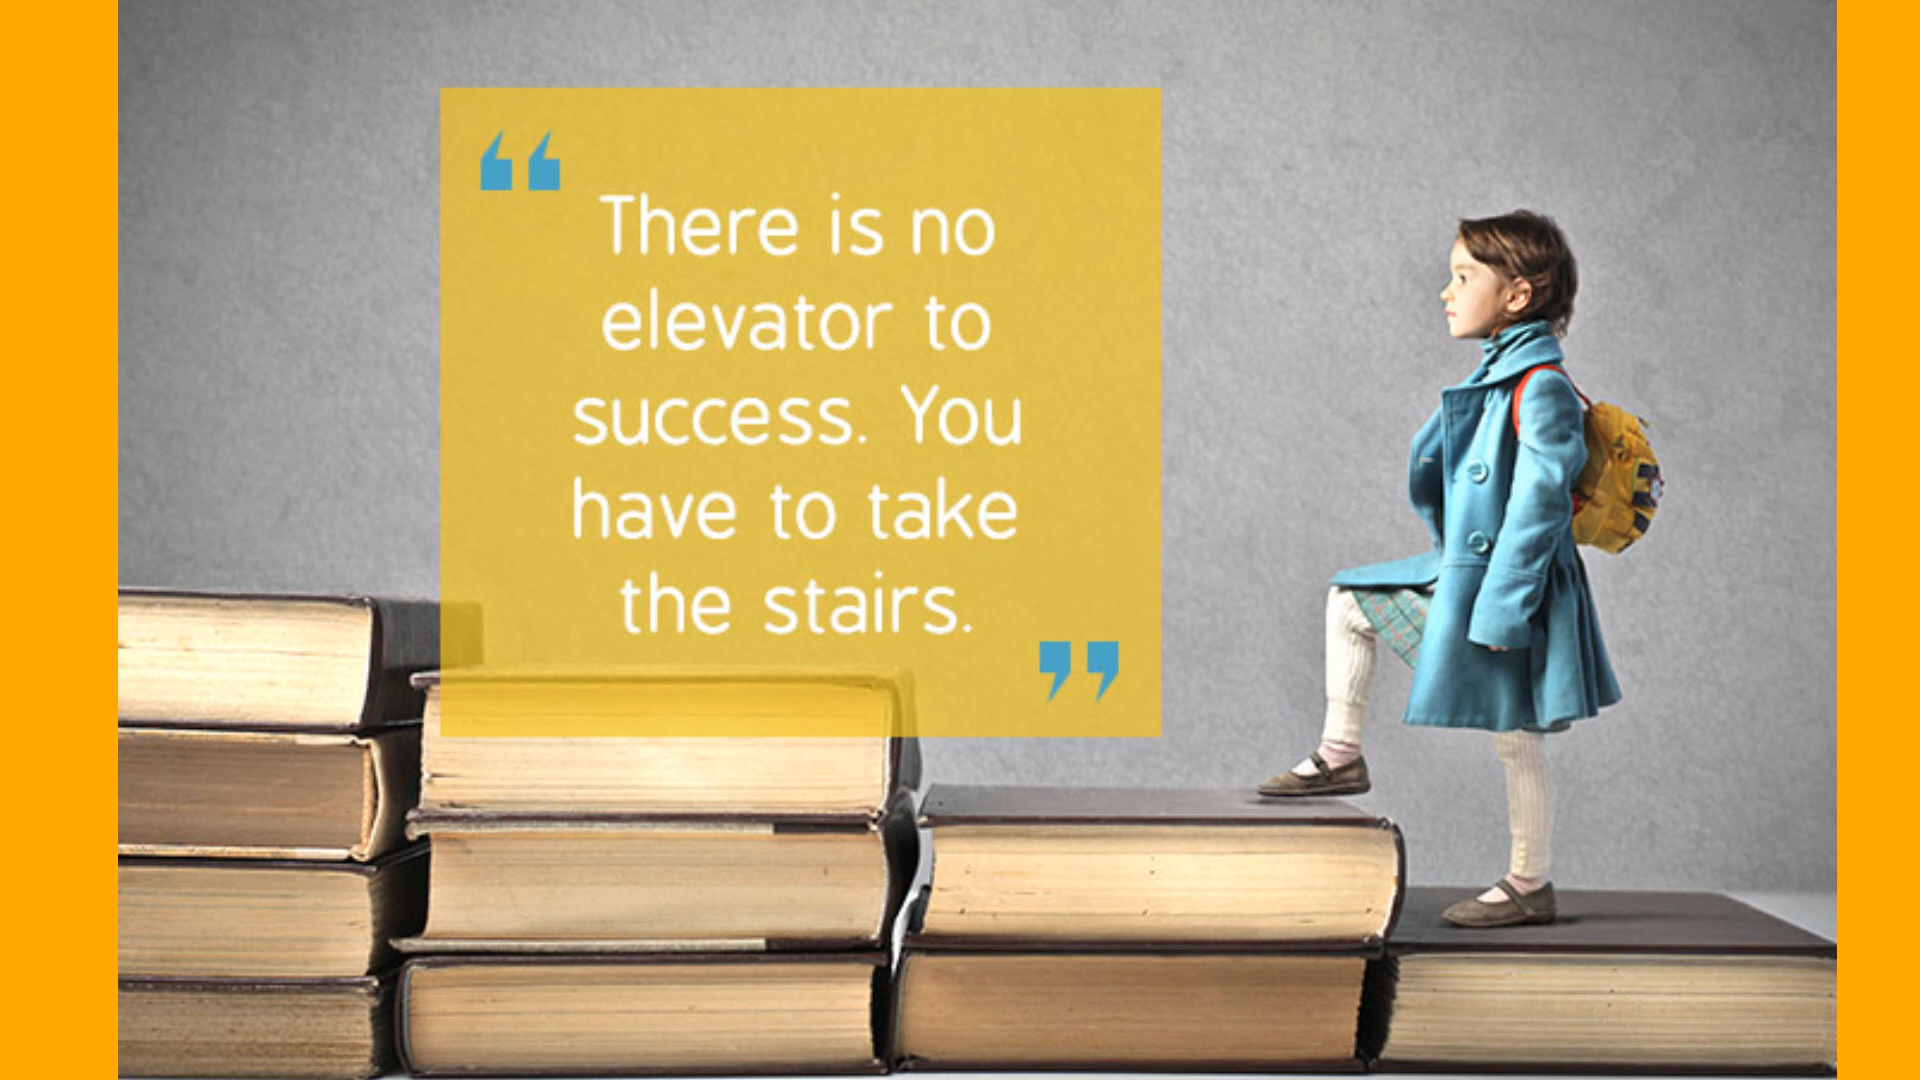 “
There is no
elevator to
success. You
have to take
the stairs.
”